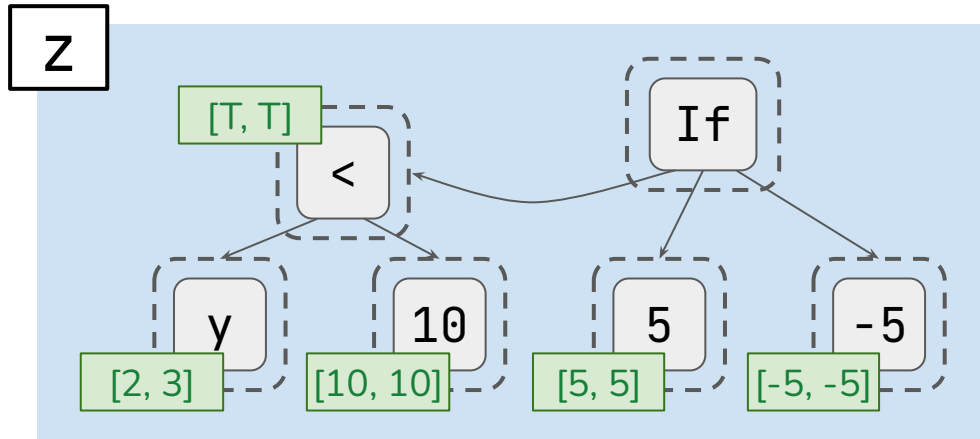 z
[T, T]
<
If
y
10
5
-5
[2, 3]
[10, 10]
[5, 5]
[-5, -5]